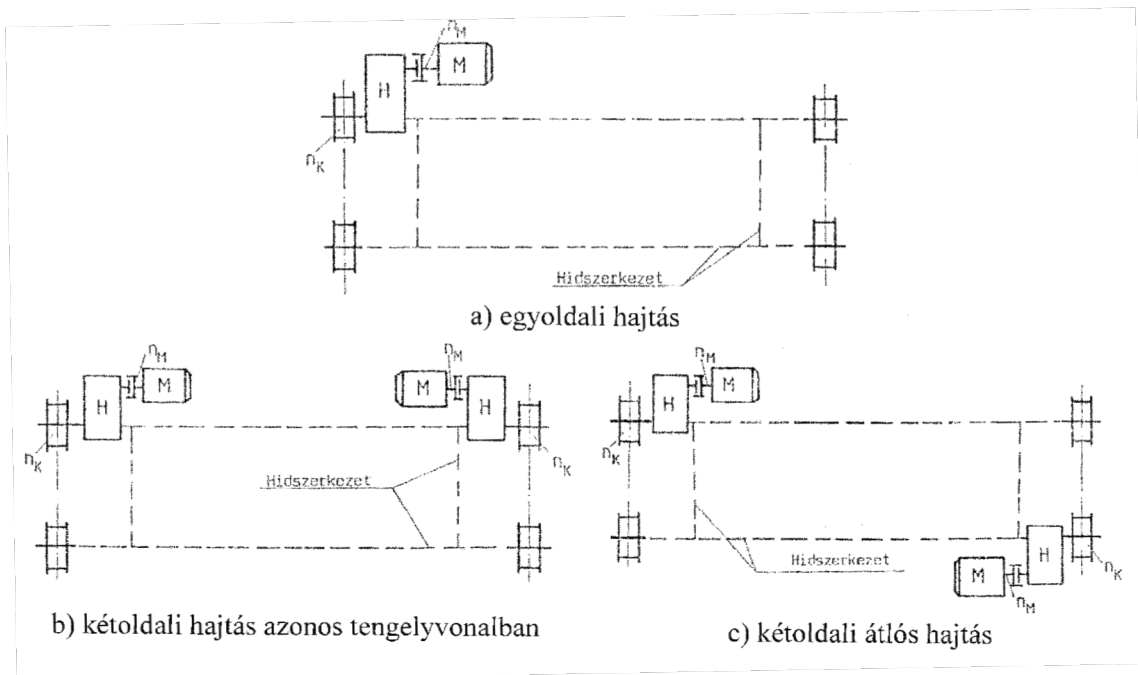 n_M
H
M
n_K
Hidszerkezet
a) egyoldali hajtás
n_M
n_M
H
M
M
H
n_K
n_K
Hidszerkezet
b) kétoldali hajtás azonos tengelyvonalban
n_M
H
M
n_K
Hidszerkezet
M
H
n_K
n_M
c) kétoldali átlós hajtás